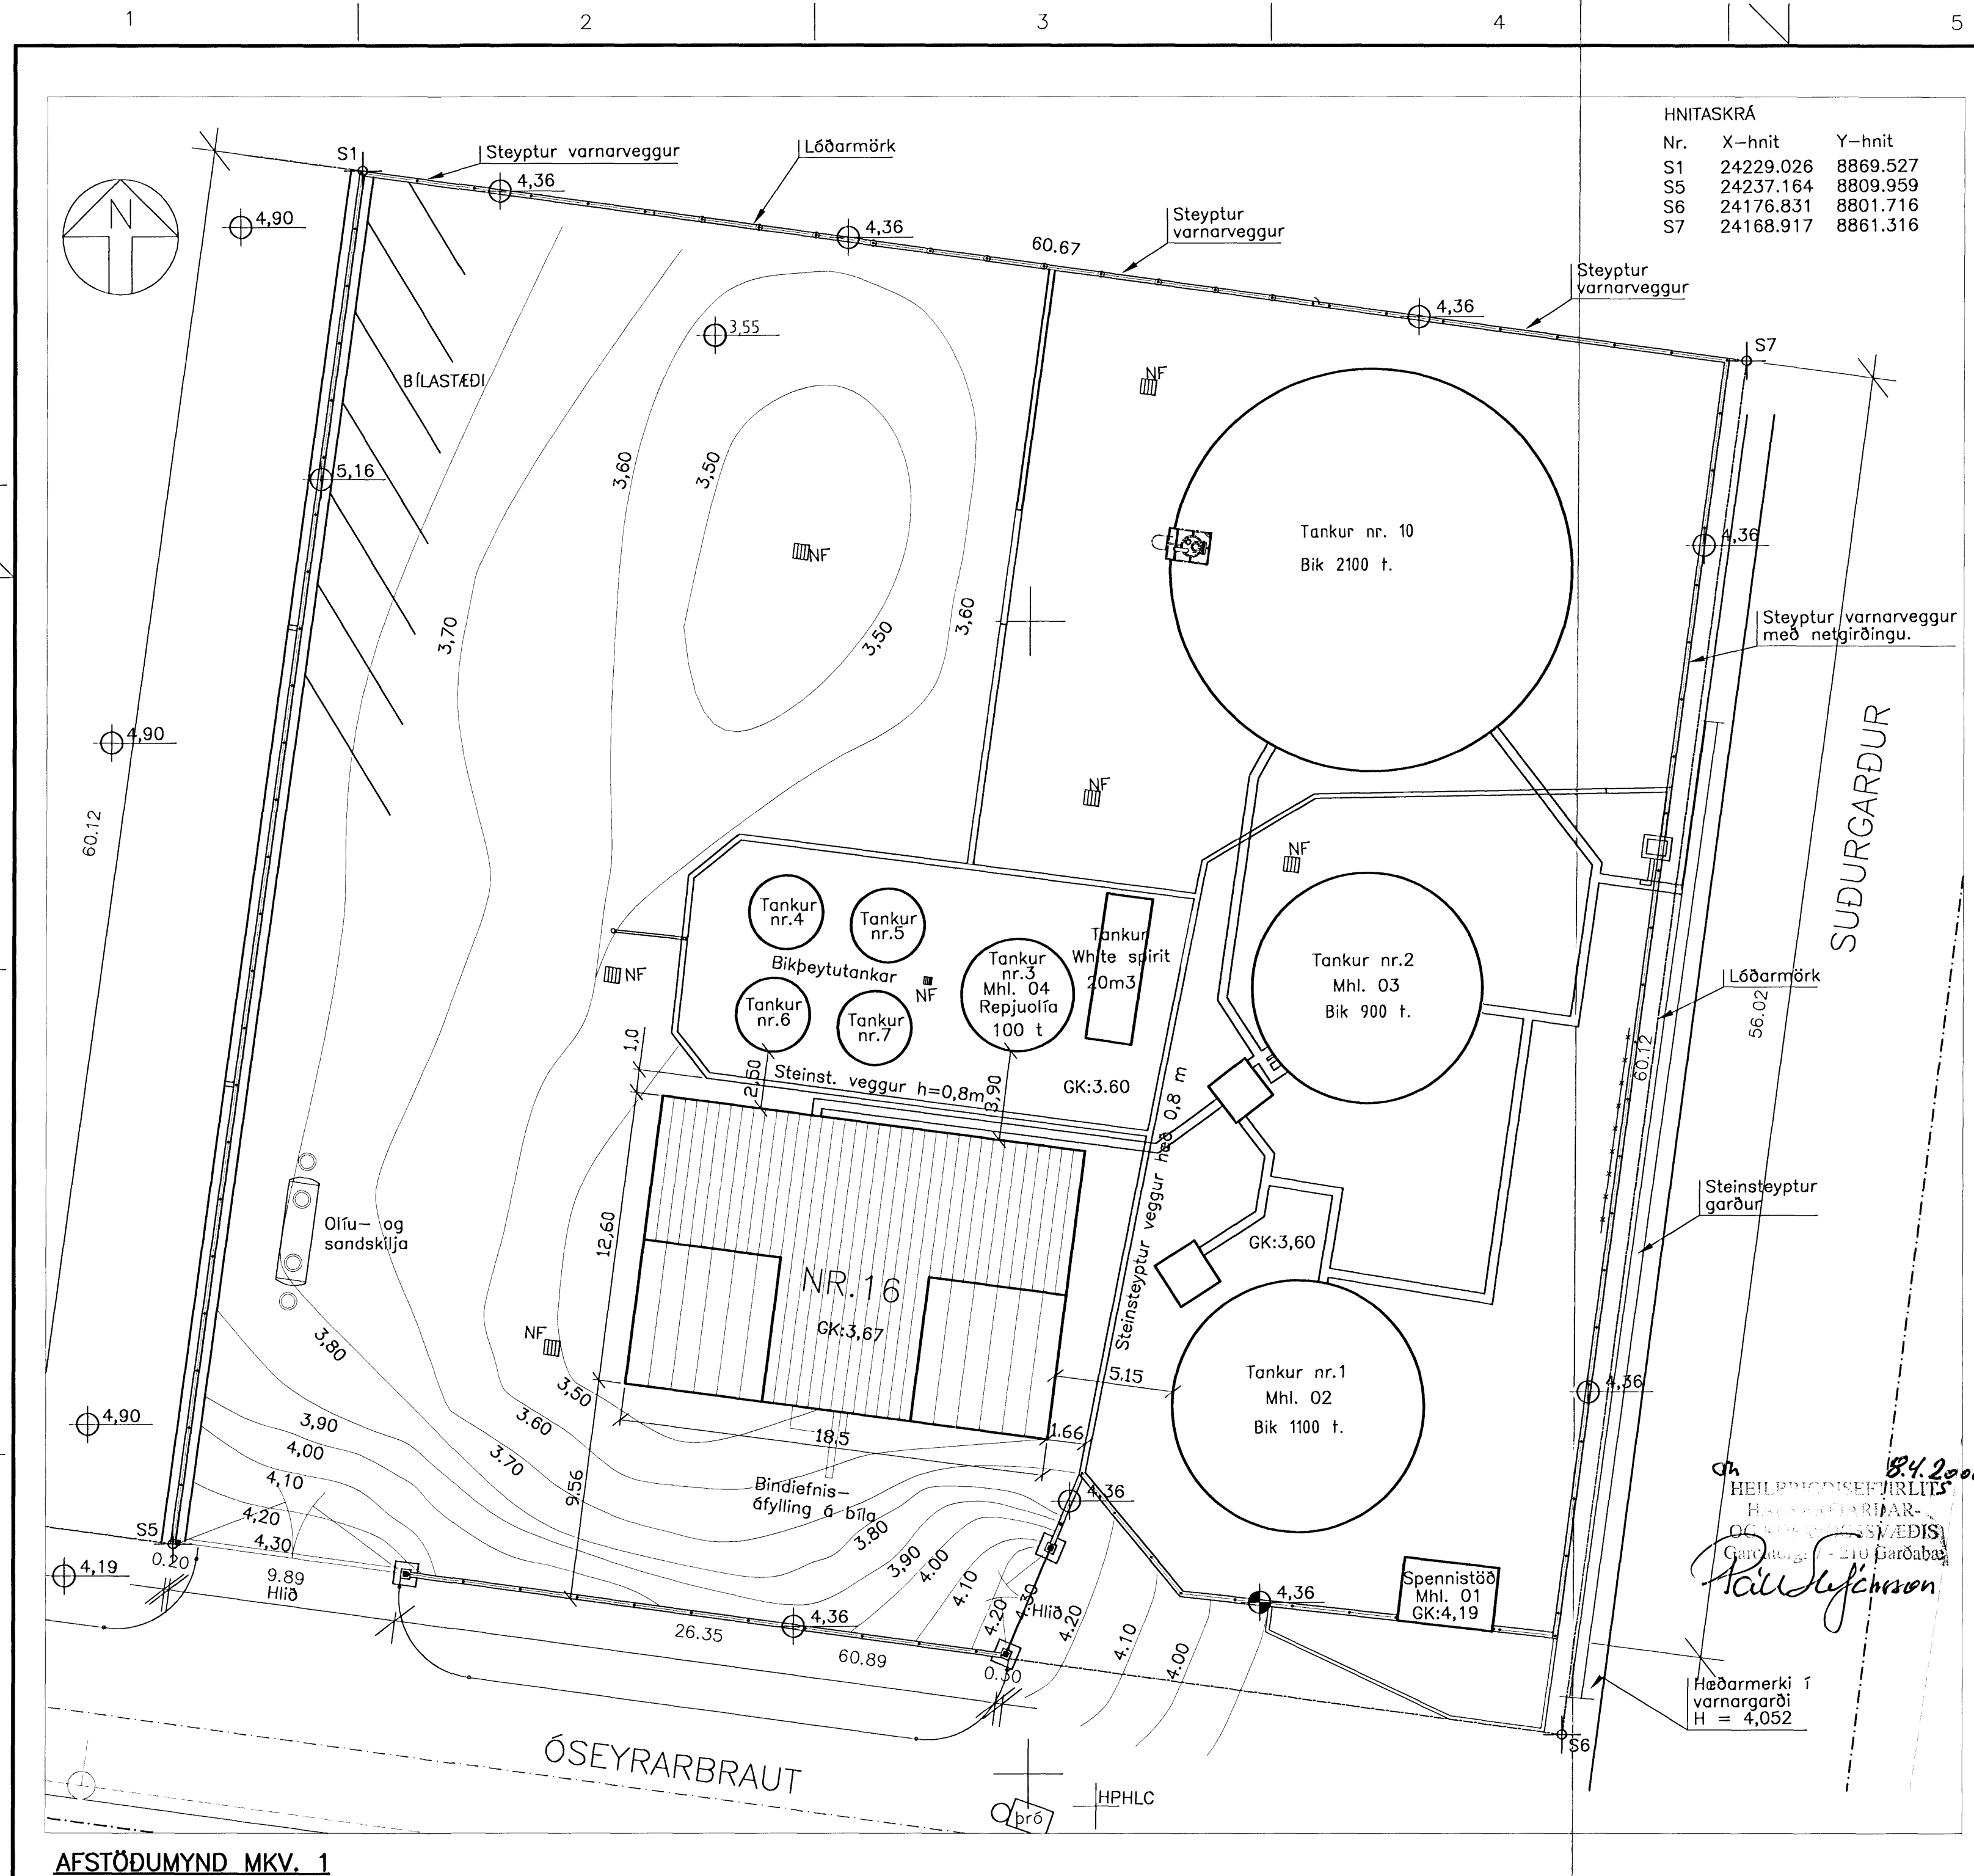 1 2 3 4 5
HNITASKRÁ
Nr. X-hnit Y-hnit
S1 24229.026 8869.527
S5 24237.164 8809.959
S6 24176.831 8801.716
S7 24168.917 8861.316
S1
Steyptur varnarveggur
Lóðarmörk
N
4,90
4,36
4,36
60.67
Steyptur
varnarveggur
Steyptur
varnarveggur
4,36
S7
3,55
BÍLASTÆÐI
NF
5,16
3,60
3,50
Tankur nr. 10
Bik 2100 t.
4,36
NF
3,70
3,50
3,60
Steyptur varnarveggur
með netgirðingu.
4,90
SUÐURGARÐUR
60.12
NF
NF
Tankur
nr.4
Tankur
nr.5
Tankur
White spirit
20m3
Tankur
nr.3
Mhl. 04
Repjuolía
100 t
Bikþeytutankar
NF
NF
Tankur
nr.6
Tankur
nr.7
Tankur nr.2
Mhl. 03
Bik 900 t.
Lóðarmörk
56.02
60.12
1,0
2,50
Steinst. veggur h=0,8m
3,90
GK:3.60
Steinsteyptur veggur hæð 0,8 m
Steinsteyptur
garður
Olíu- og
sandskilja
12,60
NR.16
GK:3,67
GK:3,60
NF
3,80
3,50
5,15
Tankur nr.1
Mhl. 02
Bik 1100 t.
4,36
4,90
3,90
4,00
4,10
4,20
4,30
3.60
3.70
18,5
1.66
9.56
Bindiefnis-
áfylling á bíla
4,36
3.80
3,90
4.00
4.10
4.20
4.30
Hlið
4.20
4.10
4.00
8.4.200
HEILBRIGÐISEFTIRLITS
OG
210 Garðabæ
S5
0.20
4,19
9.89
Hlið
4,36
26.35
60.89
0.30
4,36
Spennistöð
Mhl. 01
GK:4,19
Hæðarmerki í
varnargarði
H = 4,052
S6
ÓSEYRARBRAUT
HPHLC
þró
AFSTÖÐUMYND MKV. 1